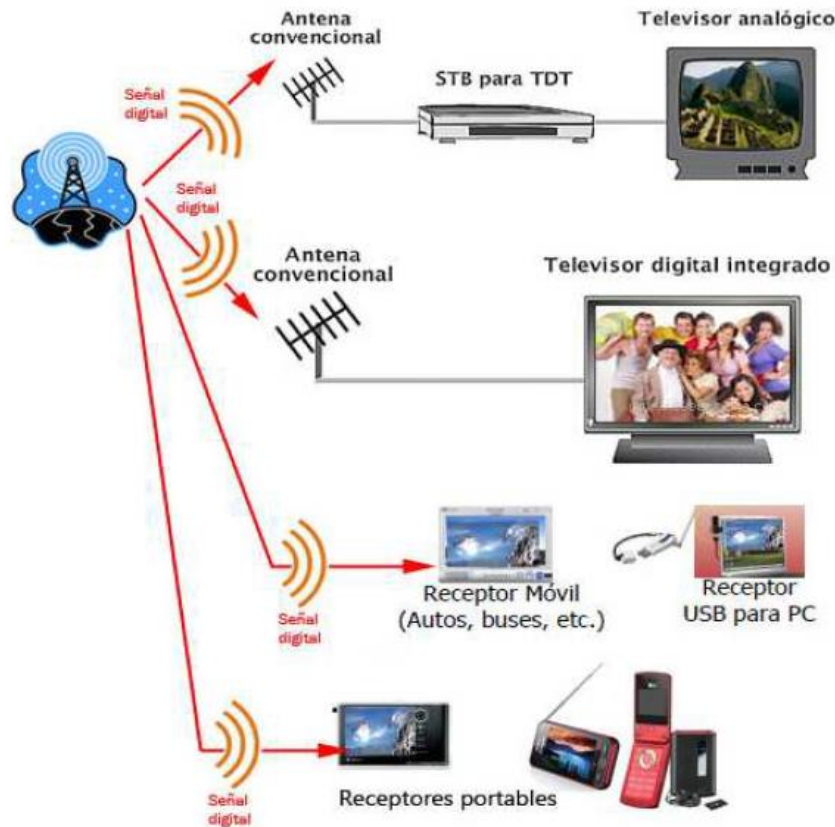 Antena
convencional
Televisor analógico
STB para TDT
Señal
digital
Señal
digital
Antena
convencional
Televisor digital integrado
Receptor Móvil
(Autos, buses, etc.)
Receptor
USB para PC
Señal
digital
Receptores portables
Señal
digital